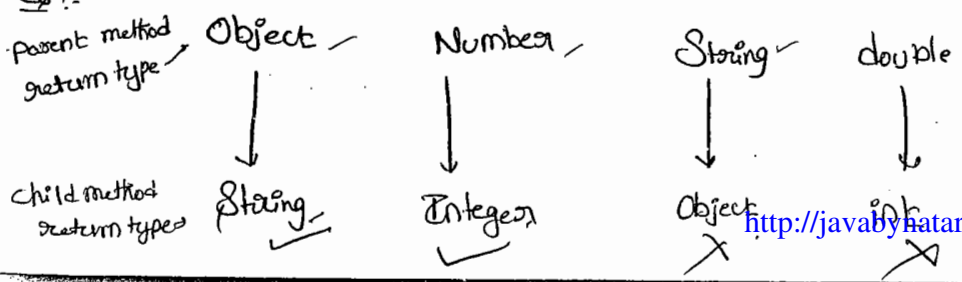 Parent method Object Number String double
return type
Child method String Integer Object int
return types
http://javabynatar